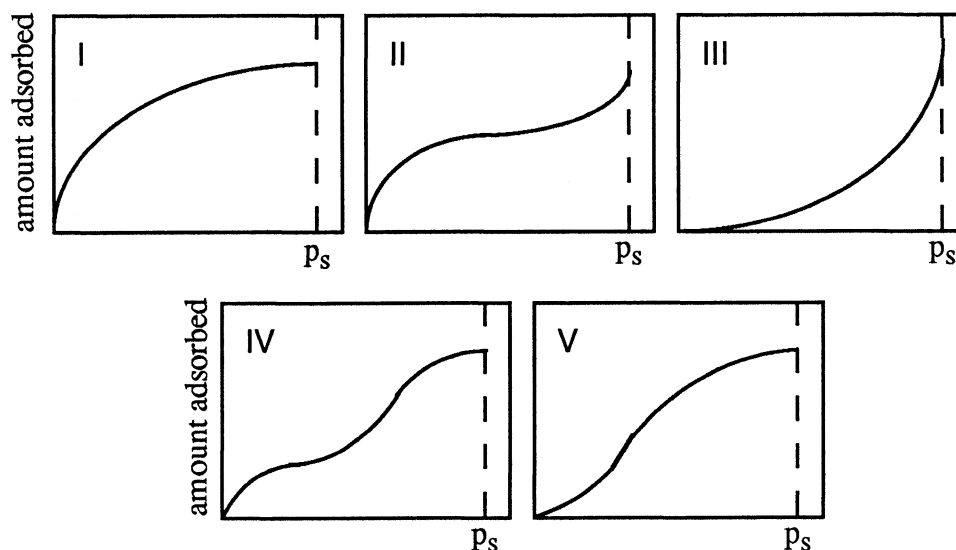 amount adsorbed
I
II
III
p_s
p_s
p_s
amount adsorbed
IV
V
p_s
p_s